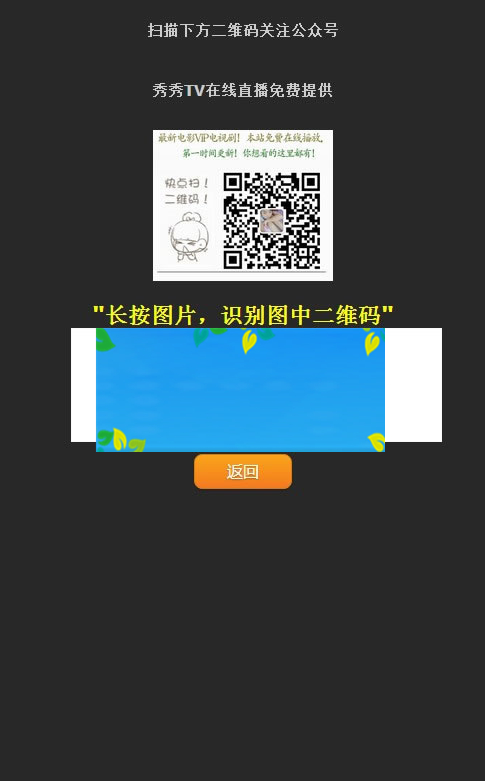 扫描下方二维码关注公众号
秀秀TV在线直播免费提供
最新电影VIP电视剧！本站免费在线播放，
第一时间更新！你想看的这里都有！
快点扫！
二维码！
"长按图片，识别图中二维码"
返回